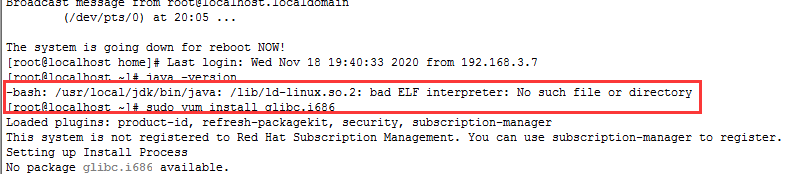 Broadcast message from root@localhost.localdomain
(/dev/pts/0) at 20:05 ...
The system is going down for reboot NOW!
[root@localhost home]# Last login: Wed Nov 18 19:40:33 2020 from 192.168.3.7
[root@localhost ~]# java -version
-bash: /usr/local/jdk/bin/java: /lib/ld-linux.so.2: bad ELF interpreter: No such file or directory
[root@localhost ~]# sudo yum install glibc.i686
Loaded plugins: product-id, refresh-packagekit, security, subscription-manager
This system is not registered to Red Hat Subscription Management. You can use subscription-manager to register.
Setting up Install Process
No package glibc.i686 available.